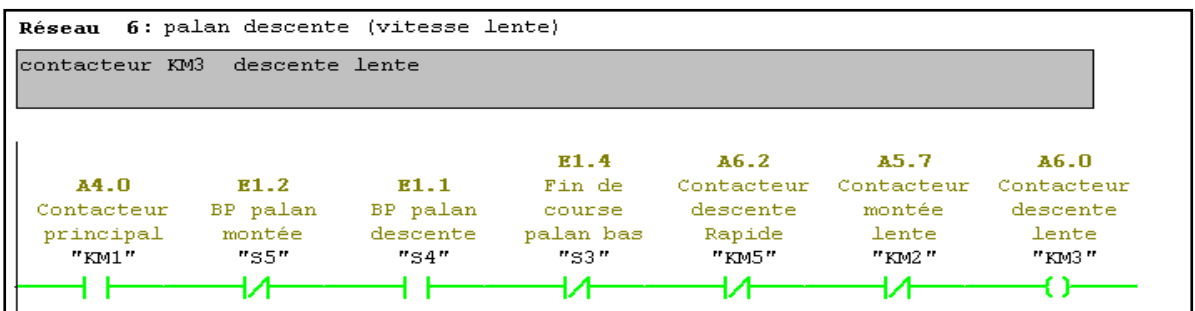 Réseau 6: palan descente (vitesse lente)
contacteur KM3 descente lente
E1.4 A6.2 A5.7 A6.0
A4.0 E1.2 E1.1 Fin de Contacteur Contacteur Contacteur
Contacteur BP palan BP palan course descente montée descente
principal montée descente palan bas Rapide lente lente
"KM1" "S5" "S4" "S3" "KM5" "KM2" "KM3"